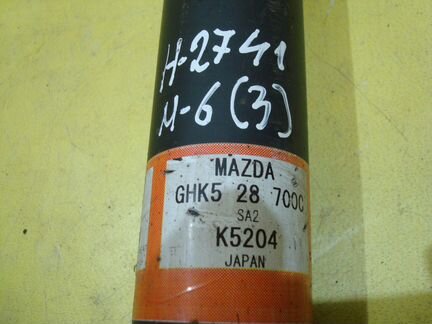 H-2741
M-6(3)
MAZDA
GHK5 28 700C
SA2
K5204
JAPAN